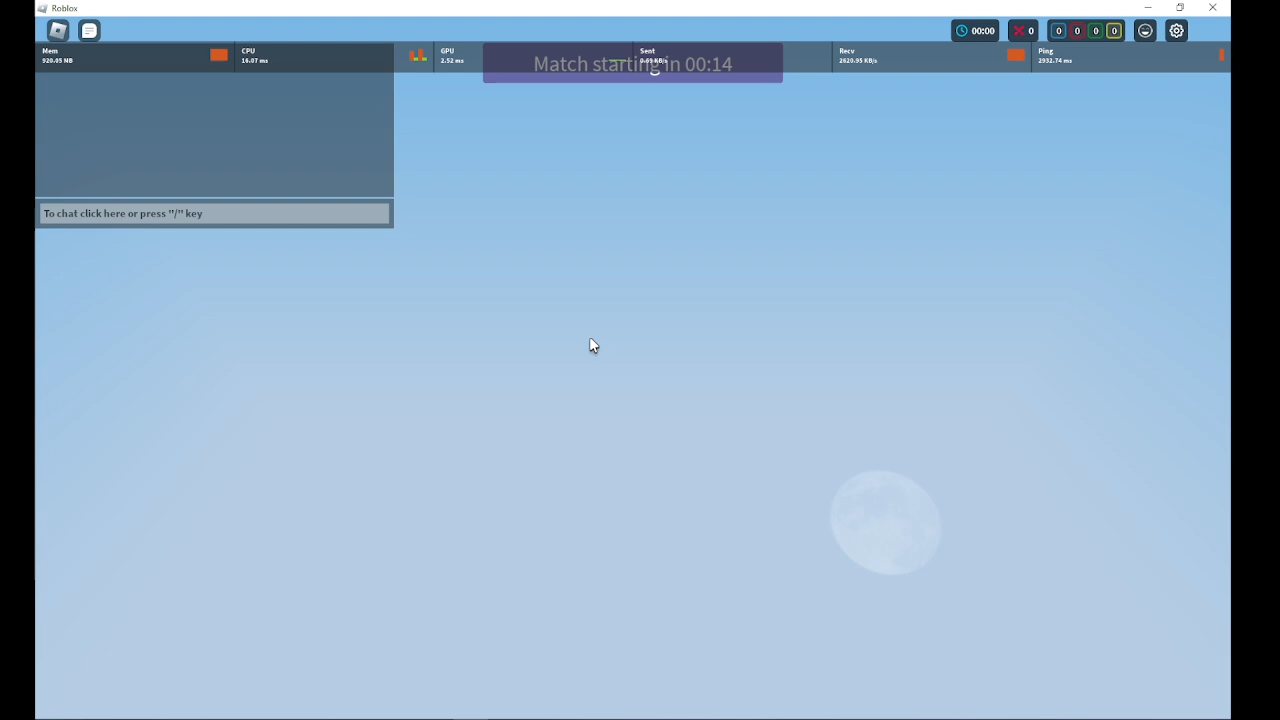 Roblox
00:00
0
0 0 0 0
Mem
920.05 MB
CPU
16.07 ms
GPU
2.52 ms
Match starting in 00:14
Sent
Recv
2620.95 KB/s
Ping
2932.74 ms
To chat click here or press "/" key